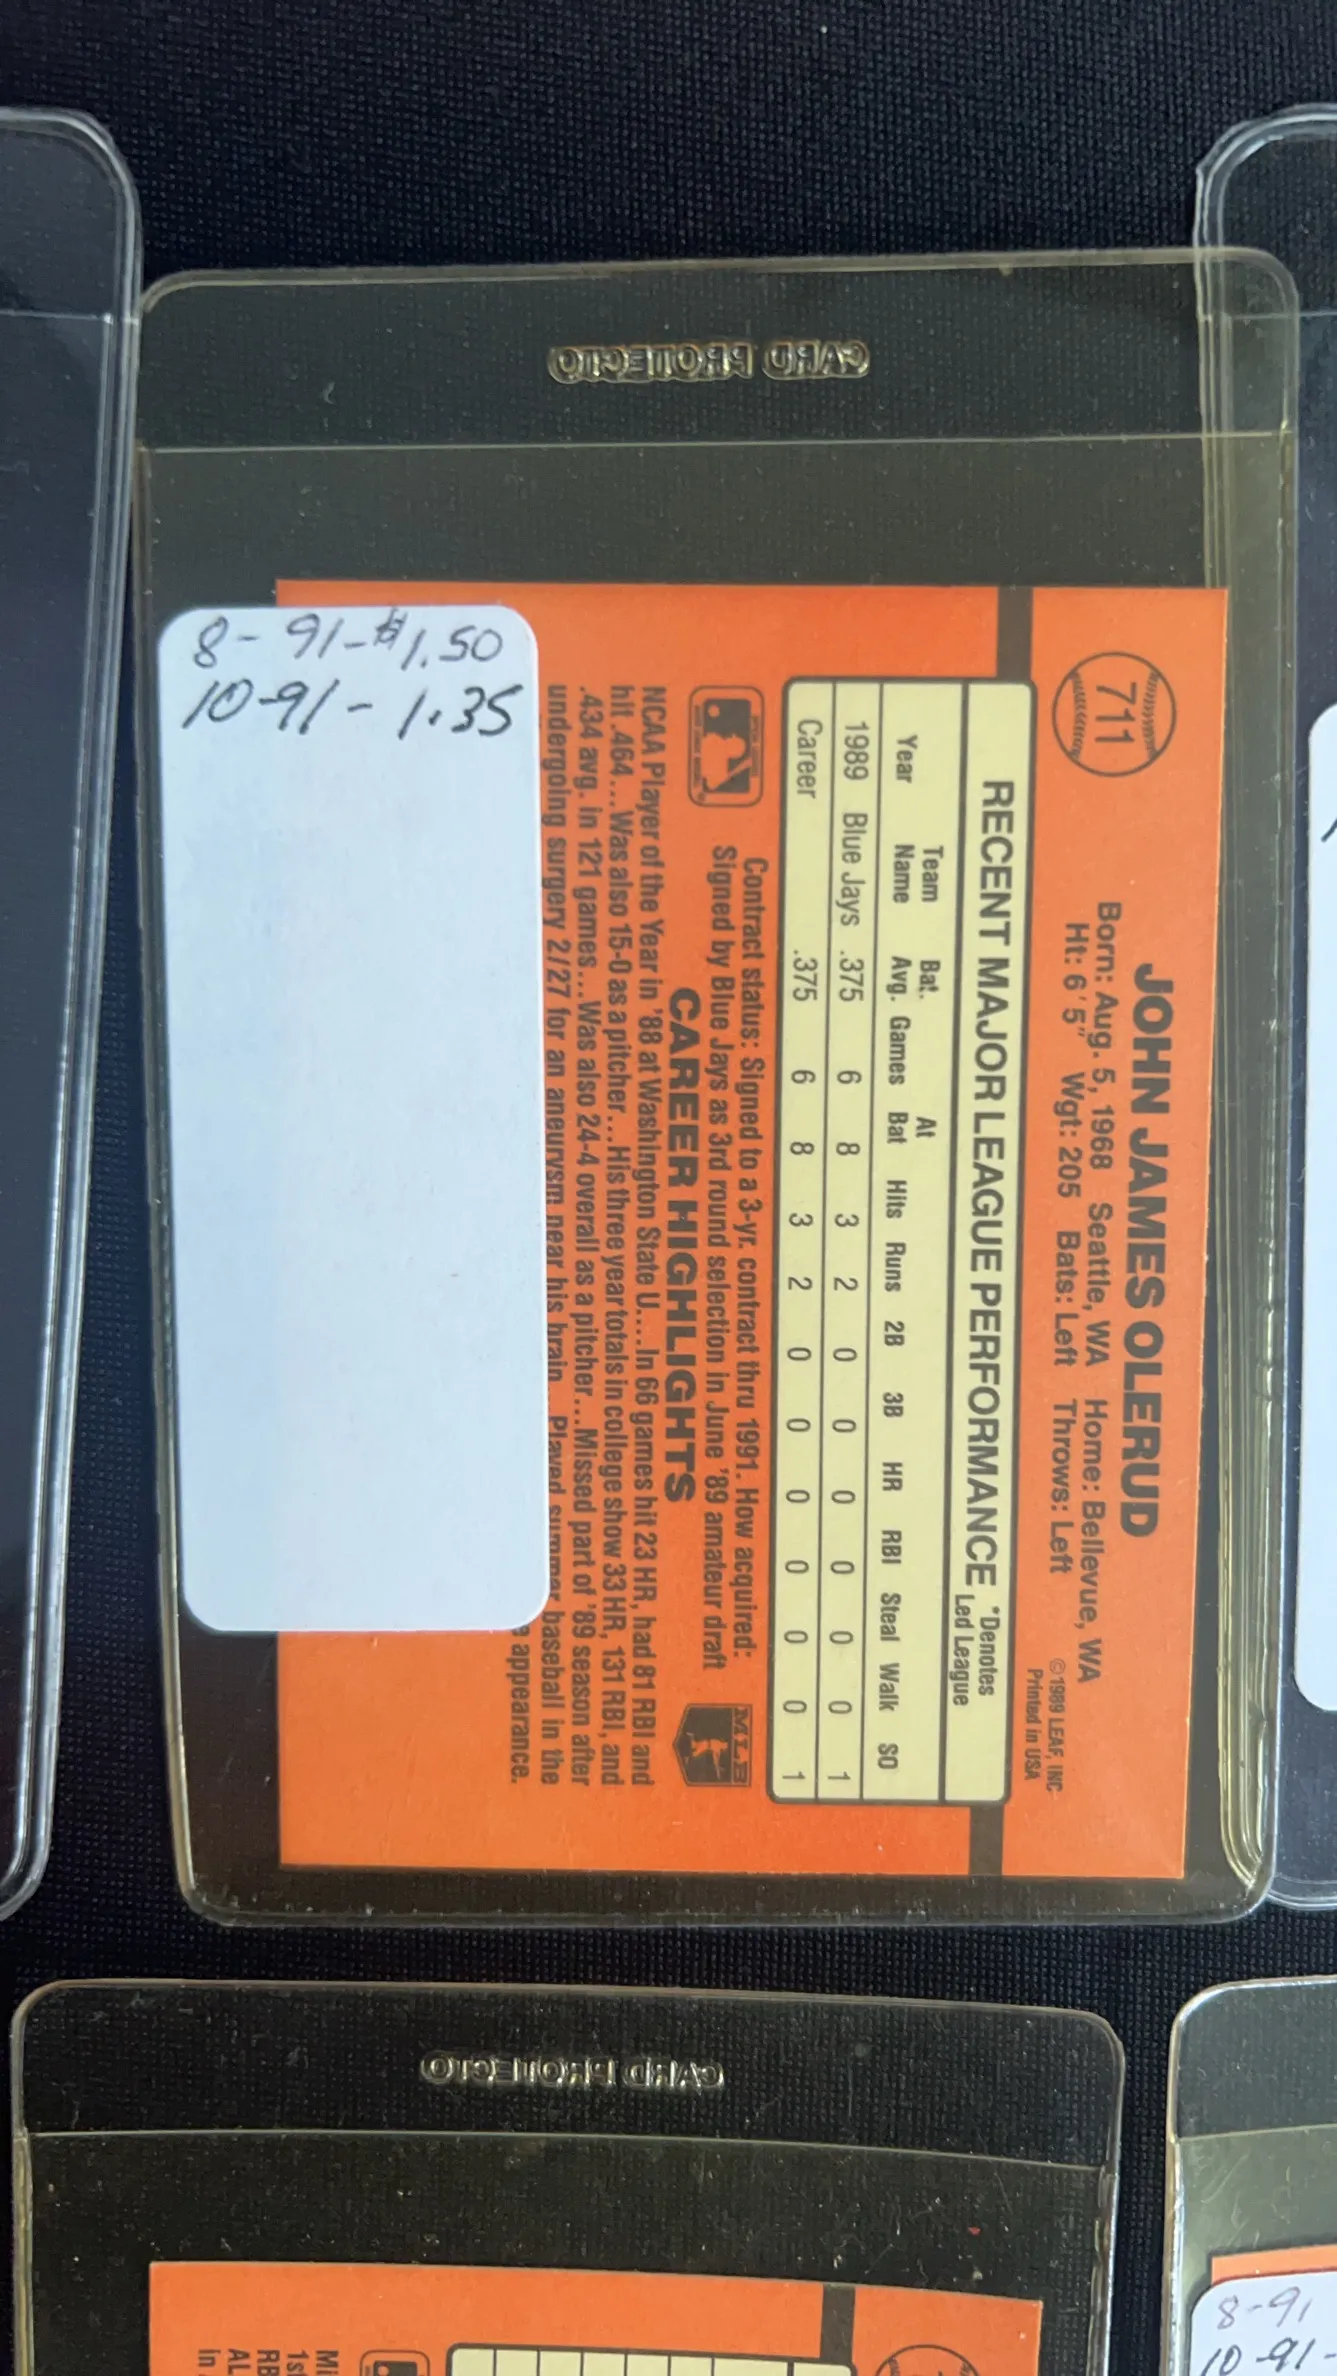 CARD PROTECTO
8-91-$1.50
10-91-1.35
711
JOHN JAMES OLERUD
Born: Aug. 5, 1968 Seattle, WA Home: Bellevue, WA
Ht: 6'5" Wgt: 205 Bats: Left Throws: Left
©1989 LEAF, INC.
Printed in USA
RECENT MAJOR LEAGUE PERFORMANCE *Denotes Led League
Year Team Name Bat. Avg. Games At Bat Hits Runs 2B 3B HR RBI Steal Walk SO
1989 Blue Jays .375 6 8 3 2 0 0 0 0 0 0 1
Career .375 6 8 3 2 0 0 0 0 0 0 1
Contract status: Signed to a 3-yr. contract thru 1991. How acquired:
Signed by Blue Jays as 3rd round selection in June '89 amateur draft
MLB
CAREER HIGHLIGHTS
NCAA Player of the Year in '88 at Washington State U....In 66 games hit 23 HR, had 81 RBI and
hit .464...Was also 15-0 as a pitcher...His three year totals in college show 33 HR, 131 RBI, and
.434 avg. in 121 games...Was also 24-4 overall as a pitcher...Missed part of '89 season after
undergoing surgery 2/27 for an aneurysm near his brain. Played summer baseball in the
appearance.
CARD PROTECTO
8-91
10-91-
Mi
1st
RB
AL
in